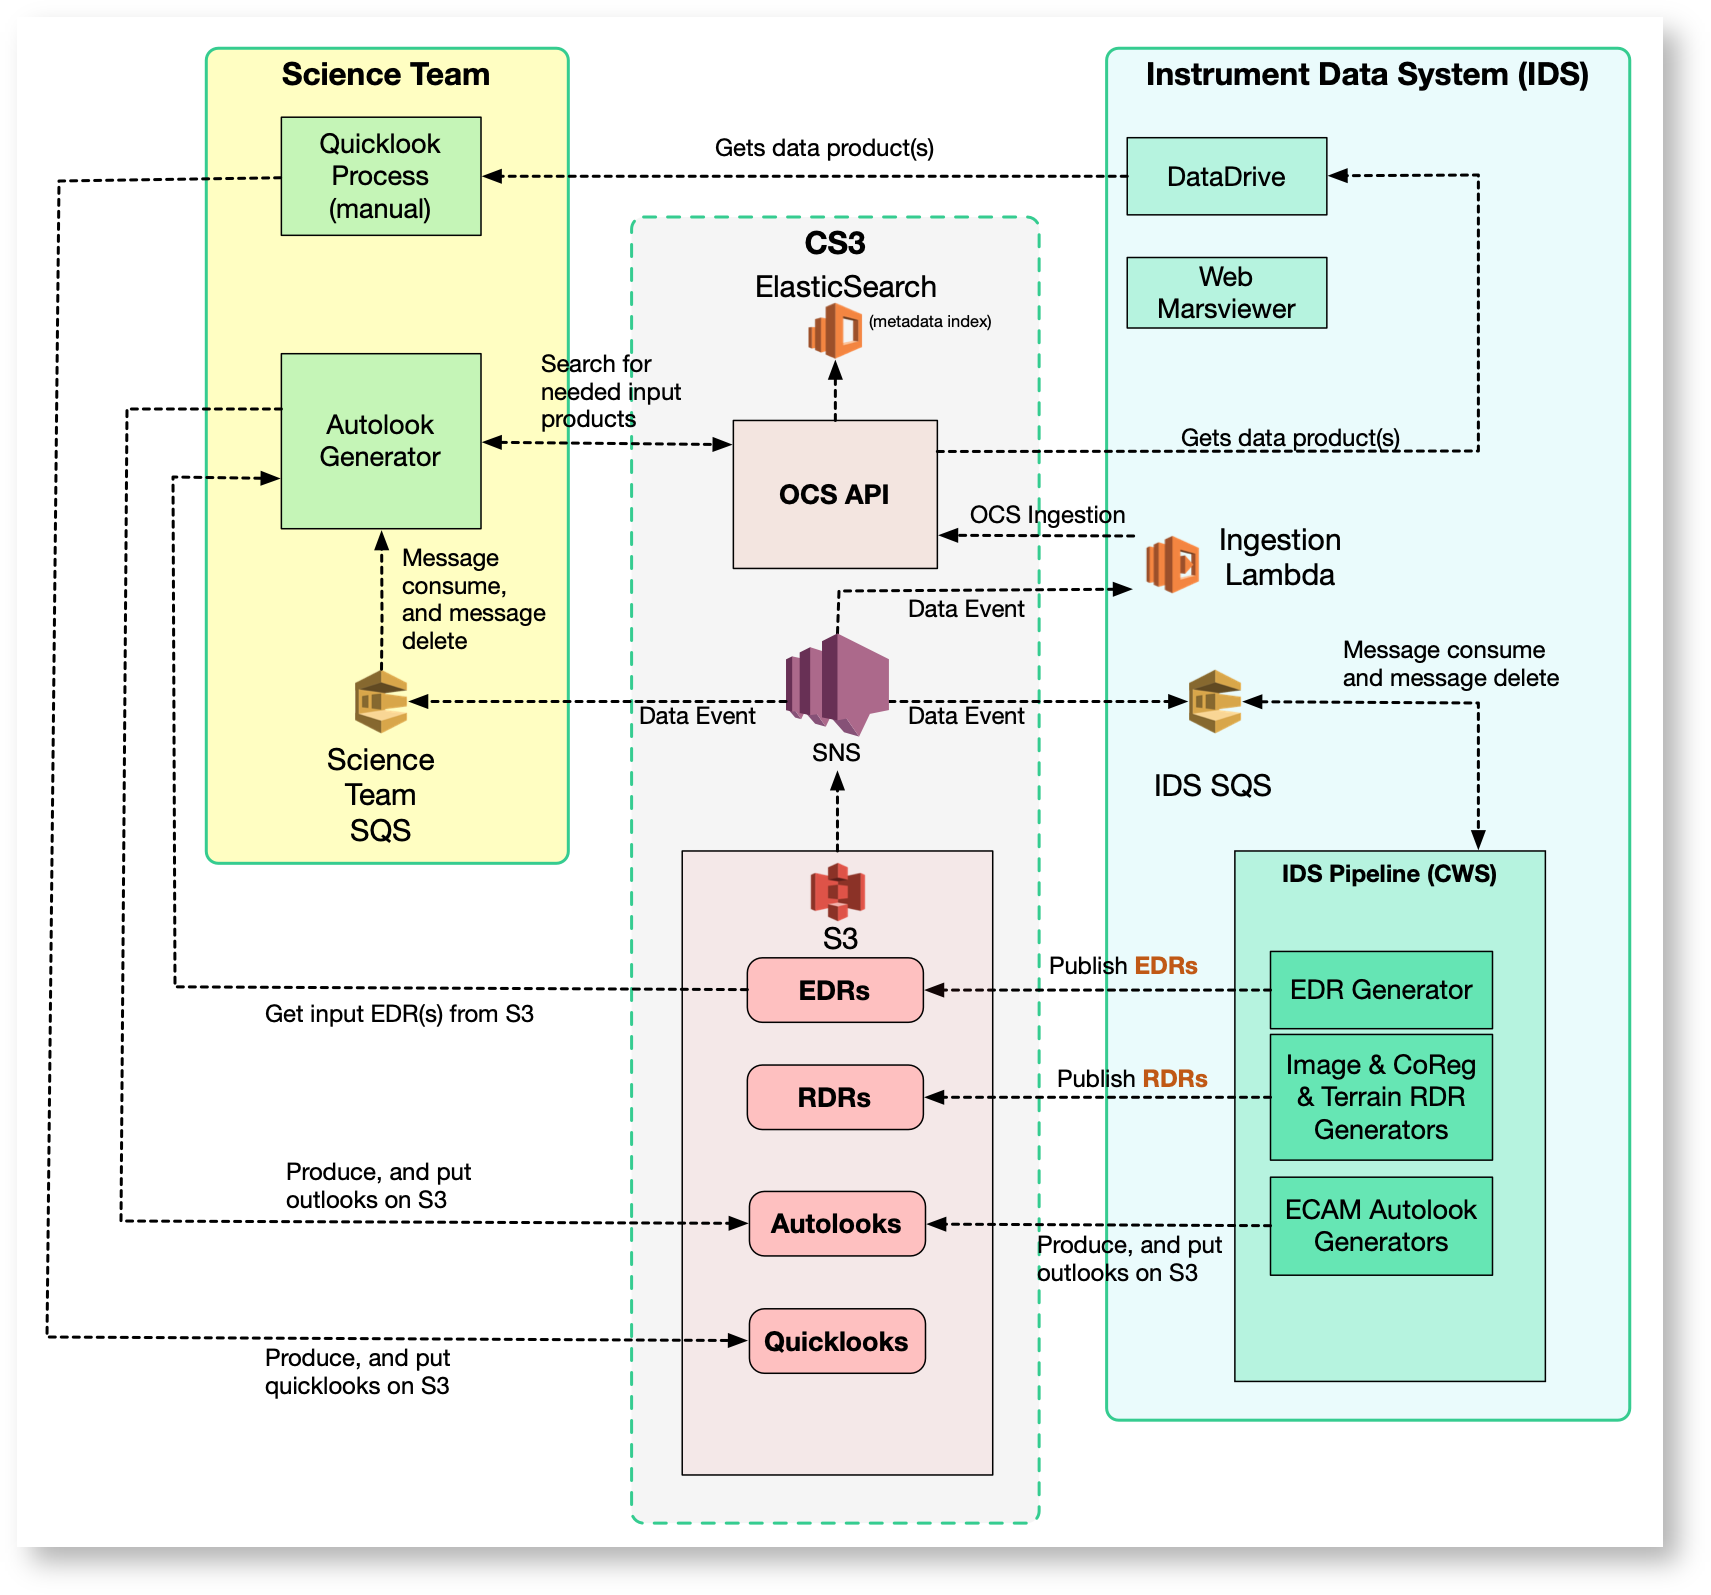 Science Team
Instrument Data System (IDS)
Quicklook
Process
(manual)
Gets data product(s)
DataDrive
CS3
ElasticSearch
(metadata index)
Web
Marsviewer
Autolook
Generator
Search for
needed input
products
OCS API
Gets data product(s)
OCS Ingestion
Ingestion
Lambda
Data Event
Message
consume,
and message
delete
Message consume
and message delete
Data Event
Data Event
SNS
Science
Team
SQS
IDS SQS
S3
IDS Pipeline (CWS)
EDRs
Publish EDRs
EDR Generator
Get input EDR(s) from S3
RDRs
Publish RDRs
Image & CoReg
& Terrain RDR
Generators
Produce, and put
outlooks on S3
Autolooks
ECAM Autolook
Generators
Produce, and put
outlooks on S3
Quicklooks
Produce, and put
quicklooks on S3